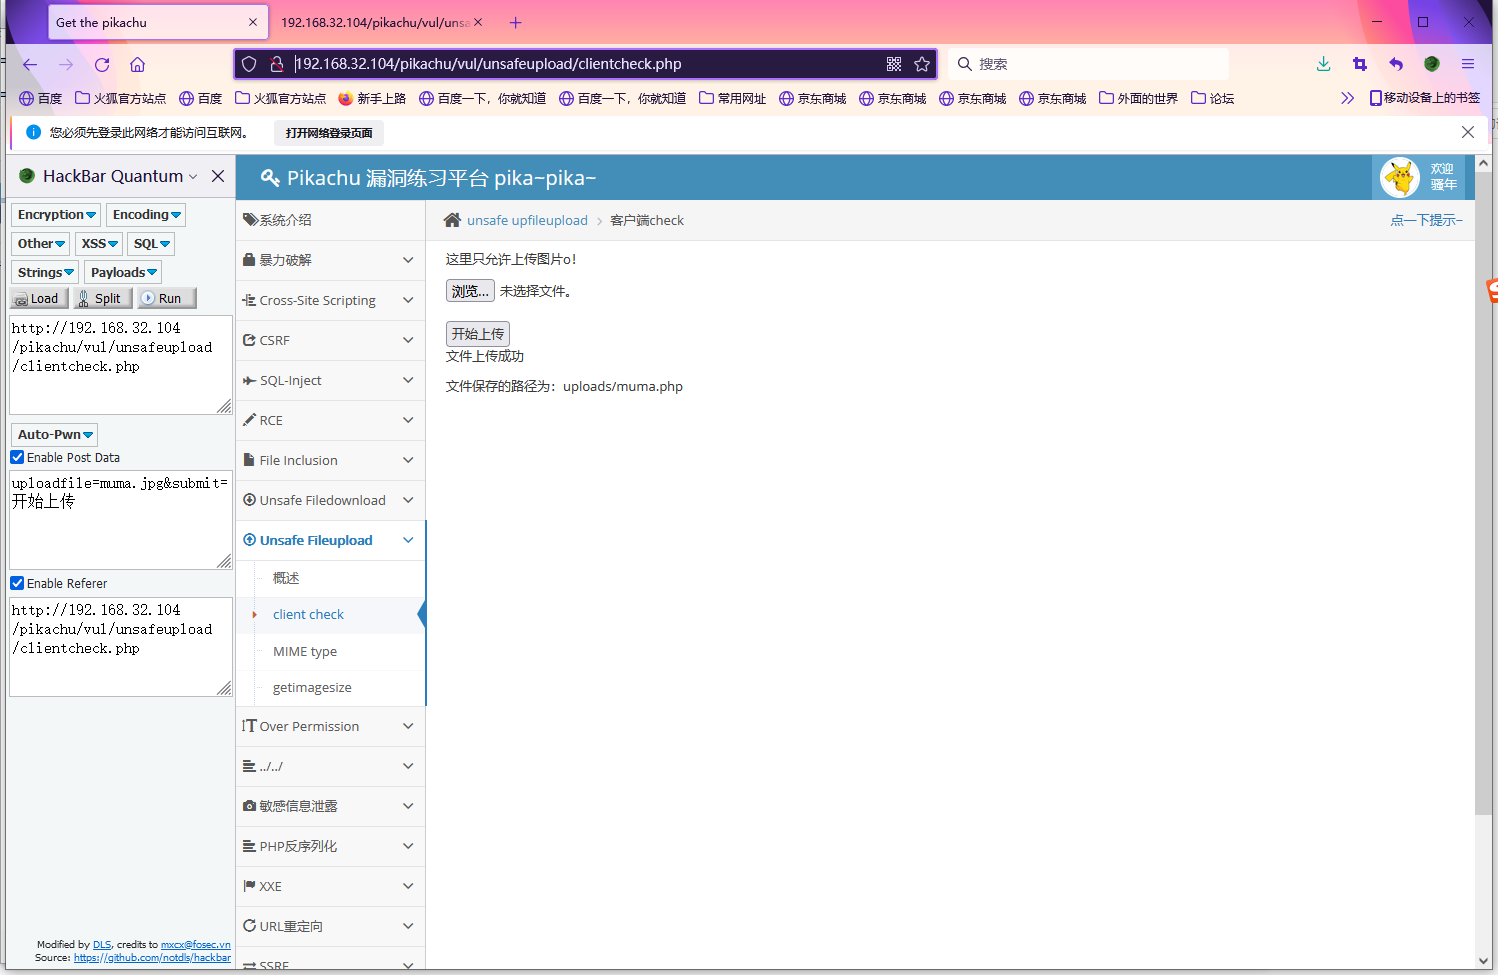 Get the pikachu
192.168.32.104/pikachu/vul/unsa
192.168.32.104/pikachu/vul/unsafeupload/clientcheck.php
搜索
百度
火狐官方站点
百度
火狐官方站点
新手上路
百度一下，你就知道
百度一下，你就知道
常用网址
京东商城
京东商城
京东商城
京东商城
外面的世界
论坛
移动设备上的书签
您必须先登录此网络才能访问互联网。
打开网络登录页面
HackBar Quantum
Encryption
Encoding
Other
XSS
SQL
Strings
Payloads
Load
Split
Run
http://192.168.32.104
/pikachu/vul/unsafeupload
/clientcheck.php
Auto-Pwn
Enable Post Data
uploadfile=muma.jpg&submit=
开始上传
Enable Referer
http://192.168.32.104
/pikachu/vul/unsafeupload
/clientcheck.php
Modified by DLS, credits to mxcx@fosec.vn
Source: https://github.com/notdls/hackbar
Pikachu 漏洞练习平台 pika~pika~
欢迎
骚年
系统介绍
暴力破解
Cross-Site Scripting
CSRF
SQL-Inject
RCE
File Inclusion
Unsafe Filedownload
Unsafe Fileupload
概述
client check
MIME type
getimagesize
Over Permission
../../
敏感信息泄露
PHP反序列化
XXE
URL重定向
SSRF
unsafe upfileupload
客户端check
点一下提示~
这里只允许上传图片o！
浏览...
未选择文件。
开始上传
文件上传成功
文件保存的路径为：uploads/muma.php